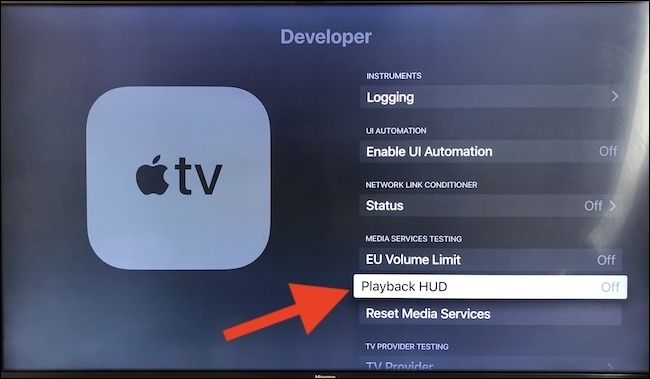 Developer
tv
INSTRUMENTS
Logging
UI AUTOMATION
Enable UI Automation Off
NETWORK LINK CONDITIONER
Status Off
MEDIA SERVICES TESTING
EU Volume Limit Off
Playback HUD Off
Reset Media Services
TV PROVIDER TESTING
TV Provider
Hisense